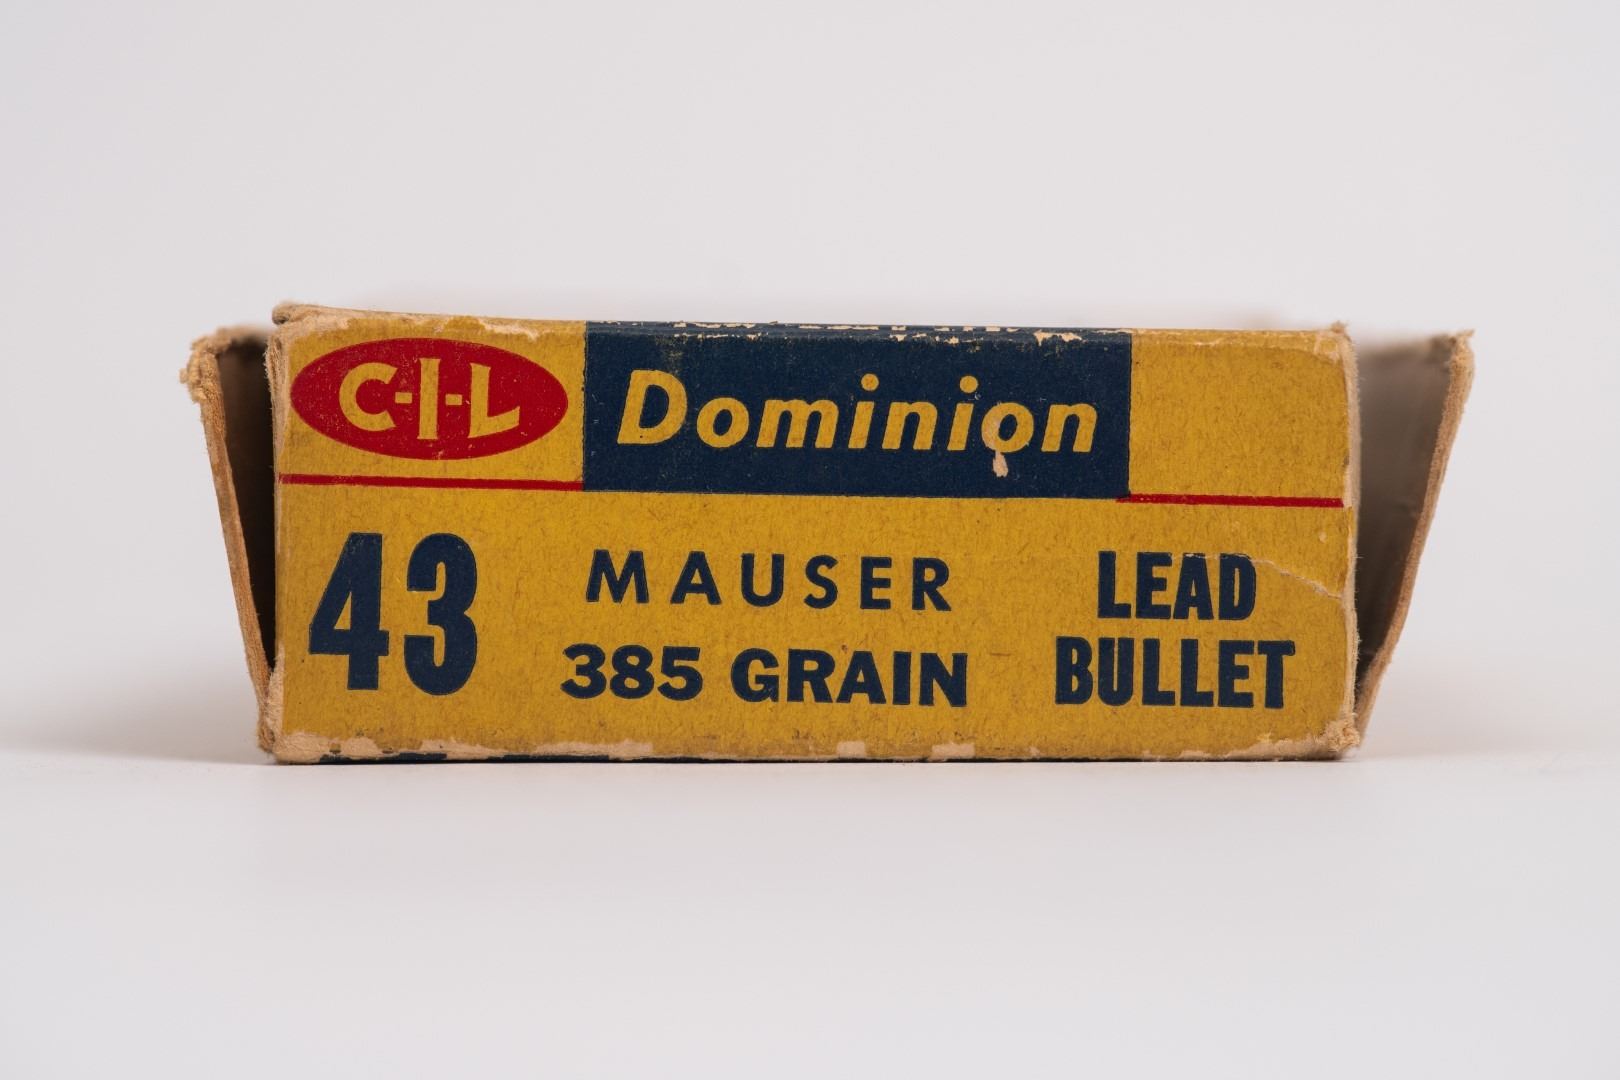 C-I-L Dominion
43 MAUSER LEAD
385 GRAIN BULLET